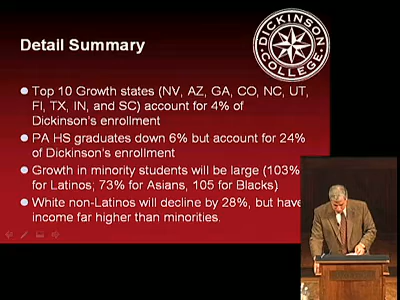 DICKINSON
COLLEGE
Detail Summary
Top 10 Growth states (NV, AZ, GA, CO, NC, UT,
Fl, TX, IN, and SC) account for 4% of
Dickinson's enrollment
PA HS graduates down 6% but account for 24%
of Dickinson's enrollment
Growth in minority students will be large (103%
for Latinos; 73% for Asians, 105 for Blacks)
White non-Latinos will decline by 28%, but have
income far higher than minorities.